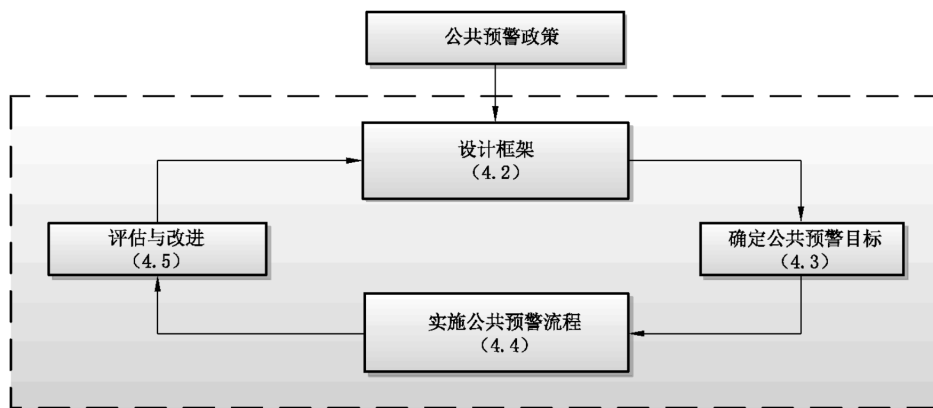 公共预警政策
设计框架
（4.2）
评估与改进
（4.5）
确定公共预警目标
（4.3）
实施公共预警流程
（4.4）